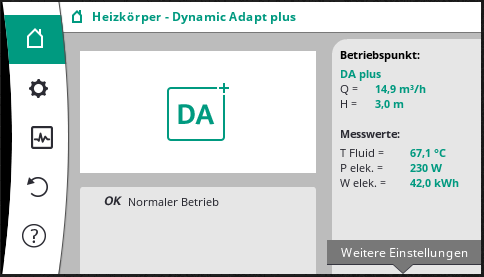 Heizkörper - Dynamic Adapt plus
DA+
OK Normaler Betrieb
Betriebspunkt:
DA plus
Q = 14,9 m³/h
H = 3,0 m
Messwerte:
T Fluid = 67,1 °C
P elek. = 230 W
W elek. = 42,0 kWh
Weitere Einstellungen
?